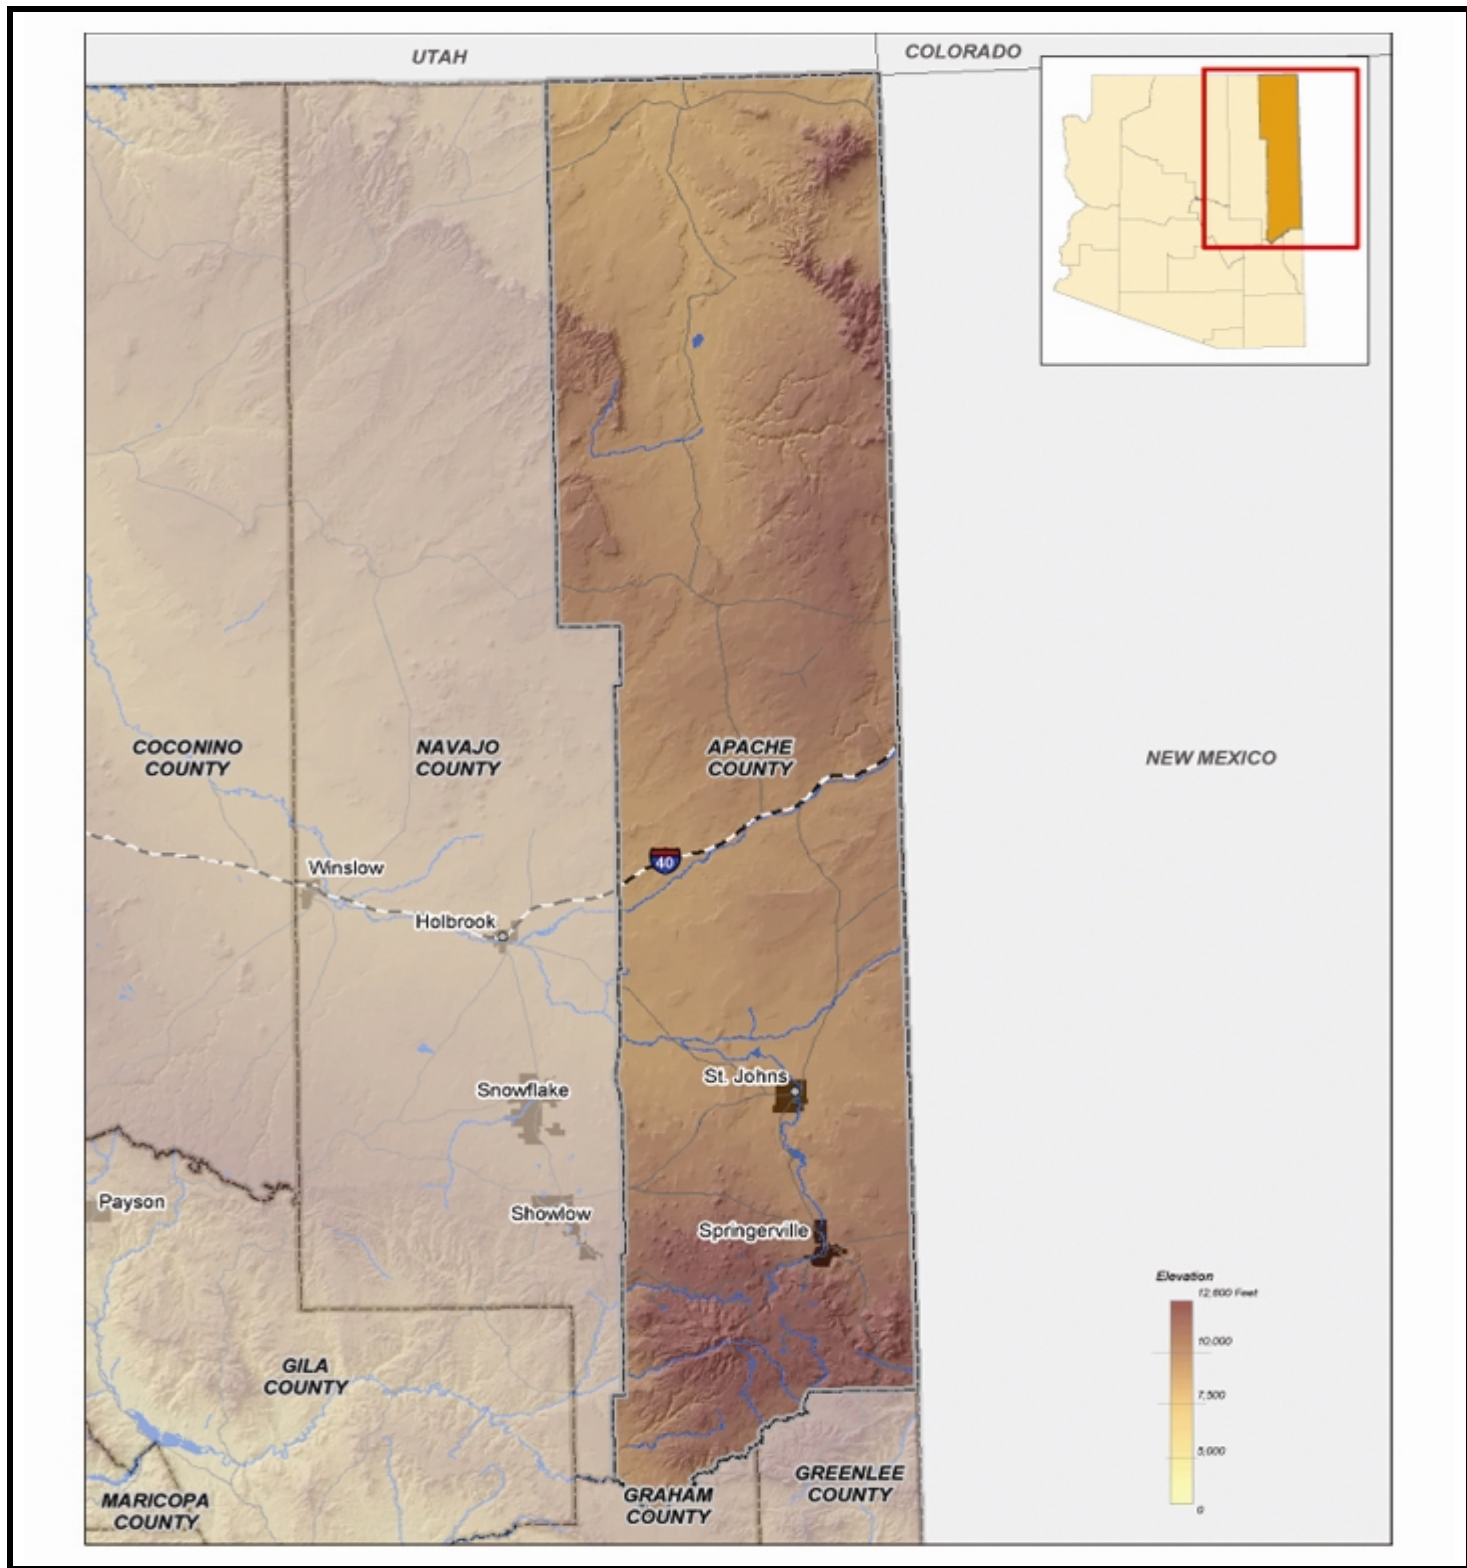 UTAH
COLORADO
COCONINO
COUNTY
NAVAJO
COUNTY
APACHE
COUNTY
NEW MEXICO
40
Winslow
Holbrook
St. Johns
Snowflake
Payson
Showlow
Springerville
Elevation
12,600 Feet
10,000
7,500
5,000
0
GILA
COUNTY
MARICOPA
COUNTY
GRAHAM
COUNTY
GREENLEE
COUNTY